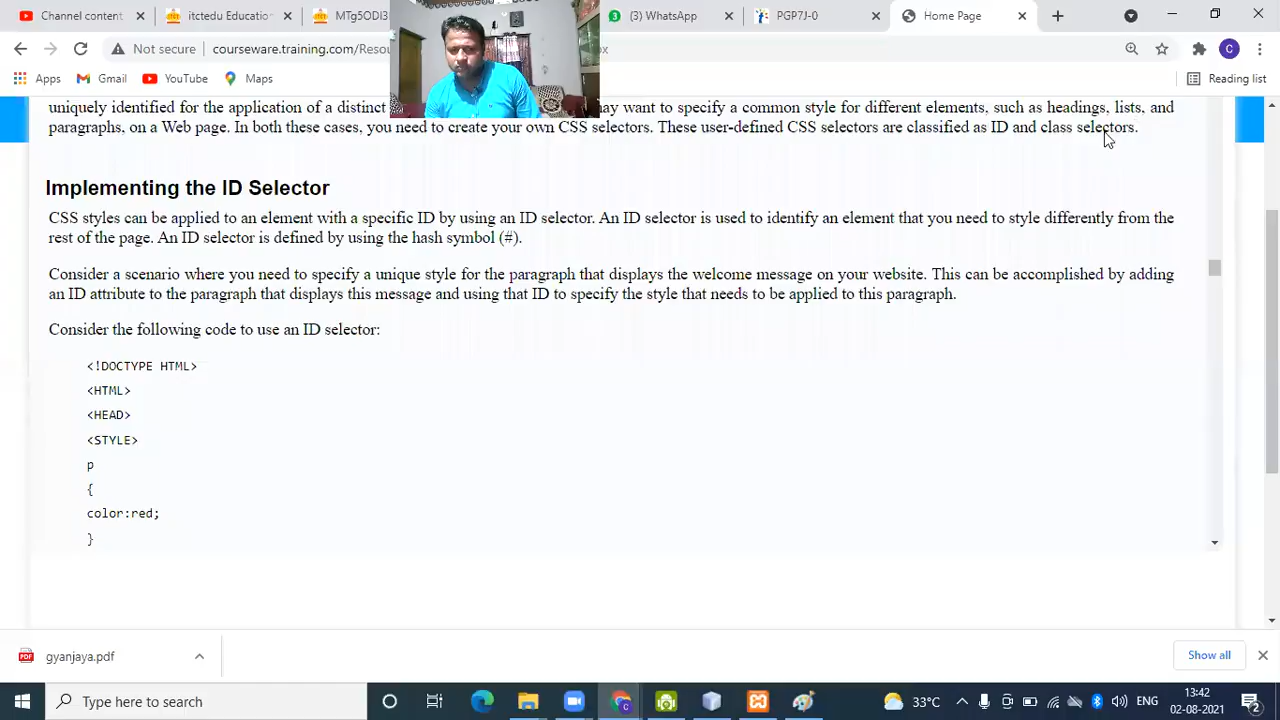 Channel content
itctedu Education
MTg5ODI3
(3) WhatsApp
PGP7J-
Home Page
Not secure
courseware.training.com/Resou
Apps
Gmail
YouTube
Maps
Reading list
uniquely identified for the application of a distinct
may want to specify a common style for different elements, such as headings, lists, and
paragraphs, on a Web page. In both these cases, you need to create your own CSS selectors. These user-defined CSS selectors are classified as ID and class selectors.
Implementing the ID Selector
CSS styles can be applied to an element with a specific ID by using an ID selector. An ID selector is used to identify an element that you need to style differently from the
rest of the page. An ID selector is defined by using the hash symbol (#).
Consider a scenario where you need to specify a unique style for the paragraph that displays the welcome message on your website. This can be accomplished by adding
an ID attribute to the paragraph that displays this message and using that ID to specify the style that needs to be applied to this paragraph.
Consider the following code to use an ID selector:
<!DOCTYPE HTML>
<HTML>
<HEAD>
<STYLE>
p
{
color:red;
}
gyanjaya.pdf
Show all
Type here to search
33°C
ENG
13:42
02-08-2021
2